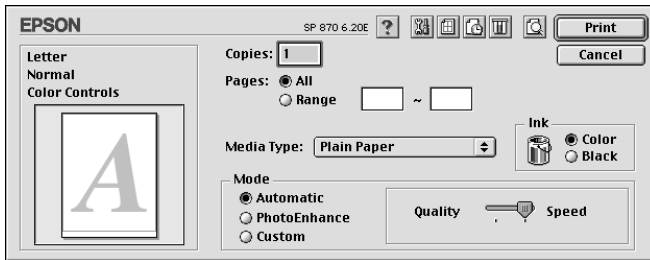 EPSON
SP 870 6.20E
?
Print
Cancel
Letter
Normal
Color Controls
A
Copies: 1
Pages: All
Range
~
Media Type: Plain Paper
Ink
Color
Black
Mode
Automatic
PhotoEnhance
Custom
Quality Speed